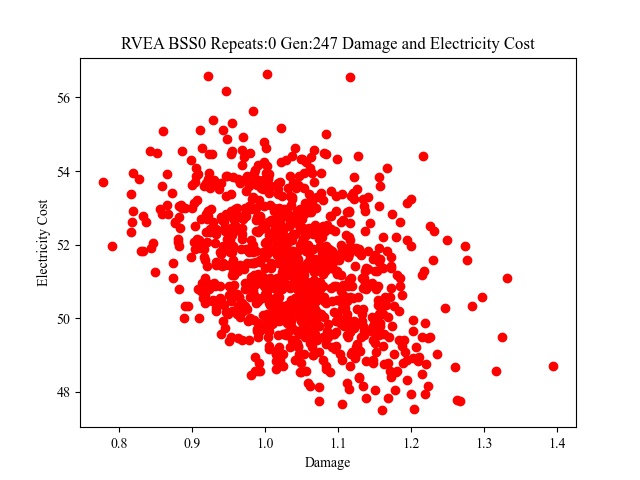 RVEA BSS0 Repeats:0 Gen:247 Damage and Electricity Cost
56
54
52
50
48
Electricity Cost
0.8 0.9 1.0 1.1 1.2 1.3 1.4
Damage